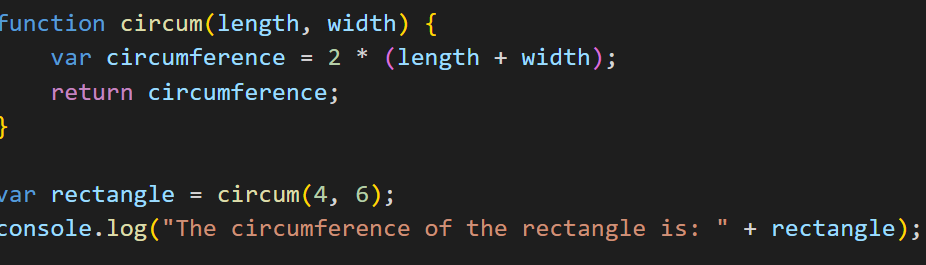 function circum(length, width) {
    var circumference = 2 * (length + width);
    return circumference;
}
var rectangle = circum(4, 6);
console.log("The circumference of the rectangle is: " + rectangle);